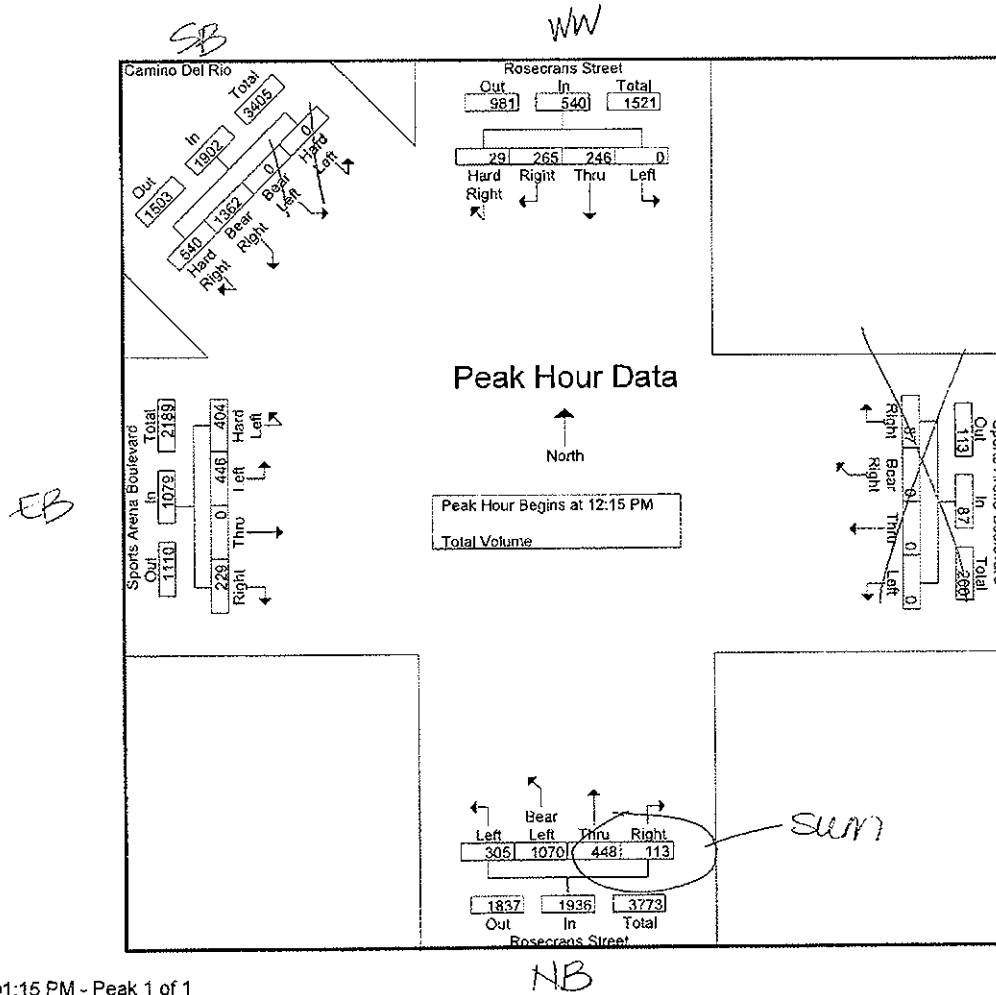 SB
WW
Camino Del Rio
Out In Total
1503 1902 3405
540 1362 0 0
Hard Right Bear Right Bear Left Hard Left
Rosecrans Street
Out In Total
981 540 1521
29 265 246 0
Hard Right Right Thru Left
Peak Hour Data
North
Peak Hour Begins at 12:15 PM
Total Volume
EB
Sports Arena Boulevard
Out In Total
1110 1079 2189
404 446 0 229
Hard Left Left Thru Right
Out In Total
113 87 200
87 0 0 0
Right Bear Right Thru Left
Left Bear Left Thru Right
305 1070 448 113
sum
1837 1936 3773
Out In Total
Rosecrans Street
NB
01:15 PM - Peak 1 of 1